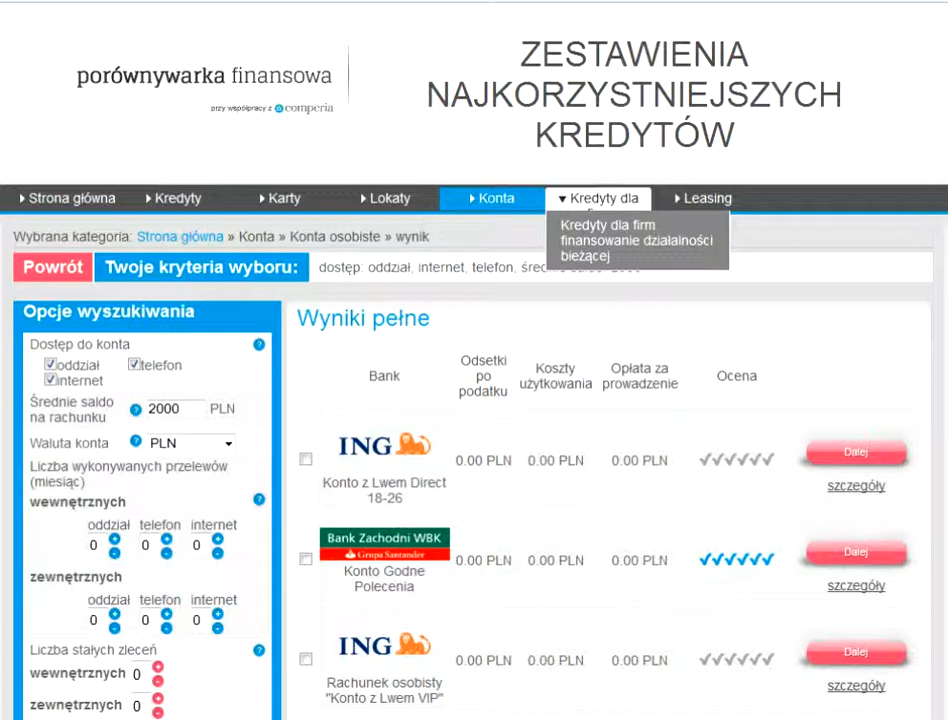 porównywarka finansowa
przy współpracy z comperia
ZESTAWIENIA
NAJKORZYSTNIEJSZYCH
KREDYTÓW
Strona główna Kredyty Karty Lokaty Konta Kredyty dla Leasing
Kredyty dla firm
finansowanie działalności
bieżącej
Wybrana kategoria: Strona główna » Konta » Konta osobiste » wynik
Powrót Twoje kryteria wyboru: dostęp: oddział, internet, telefon,
Opcje wyszukiwania
Dostęp do konta ?
oddział telefon
internet
Średnie saldo
na rachunku ? 2000 PLN
Waluta konta ? PLN
Liczba wykonywanych przelewów
(miesiąc)
wewnętrznych ?
oddział telefon internet
0 + - 0 + - 0 + -
zewnętrznych
oddział telefon internet
0 + - 0 + - 0 + -
Liczba stałych zleceń ?
wewnętrznych 0 + -
zewnętrznych 0 + -
Wyniki pełne
Bank Odsetki po podatku Koszty użytkowania Opłata za prowadzenie Ocena
ING
Konto z Lwem Direct
18-26
0.00 PLN 0.00 PLN 0.00 PLN Dalej
szczegóły
Bank Zachodni WBK
Grupa Santander
Konto Godne
Polecenia
0.00 PLN 0.00 PLN 0.00 PLN Dalej
szczegóły
ING
Rachunek osobisty
"Konto z Lwem VIP"
0.00 PLN 0.00 PLN 0.00 PLN Dalej
szczegóły